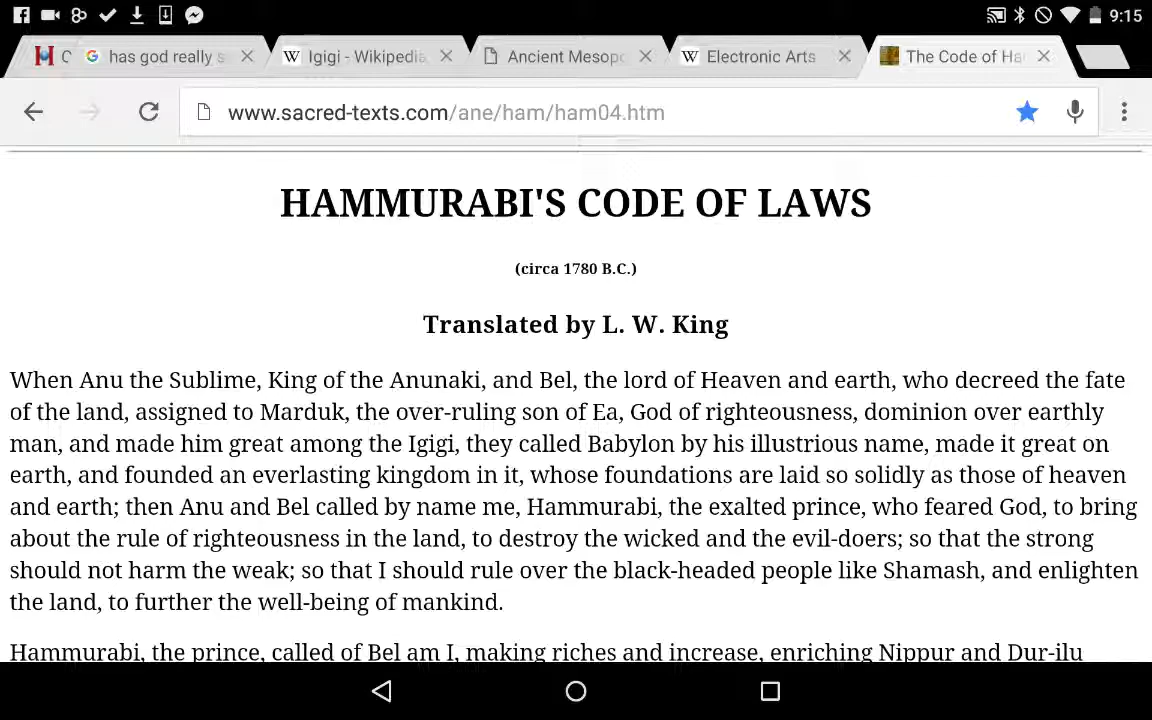 9:15
C has god really s
Igigi - Wikipedia
Ancient Mesopo
Electronic Arts
The Code of Ha
www.sacred-texts.com/ane/ham/ham04.htm
HAMMURABI'S CODE OF LAWS
(circa 1780 B.C.)
Translated by L. W. King
When Anu the Sublime, King of the Anunaki, and Bel, the lord of Heaven and earth, who decreed the fate
of the land, assigned to Marduk, the over-ruling son of Ea, God of righteousness, dominion over earthly
man, and made him great among the Igigi, they called Babylon by his illustrious name, made it great on
earth, and founded an everlasting kingdom in it, whose foundations are laid so solidly as those of heaven
and earth; then Anu and Bel called by name me, Hammurabi, the exalted prince, who feared God, to bring
about the rule of righteousness in the land, to destroy the wicked and the evil-doers; so that the strong
should not harm the weak; so that I should rule over the black-headed people like Shamash, and enlighten
the land, to further the well-being of mankind.
Hammurabi, the prince, called of Bel am I, making riches and increase, enriching Nippur and Dur-ilu